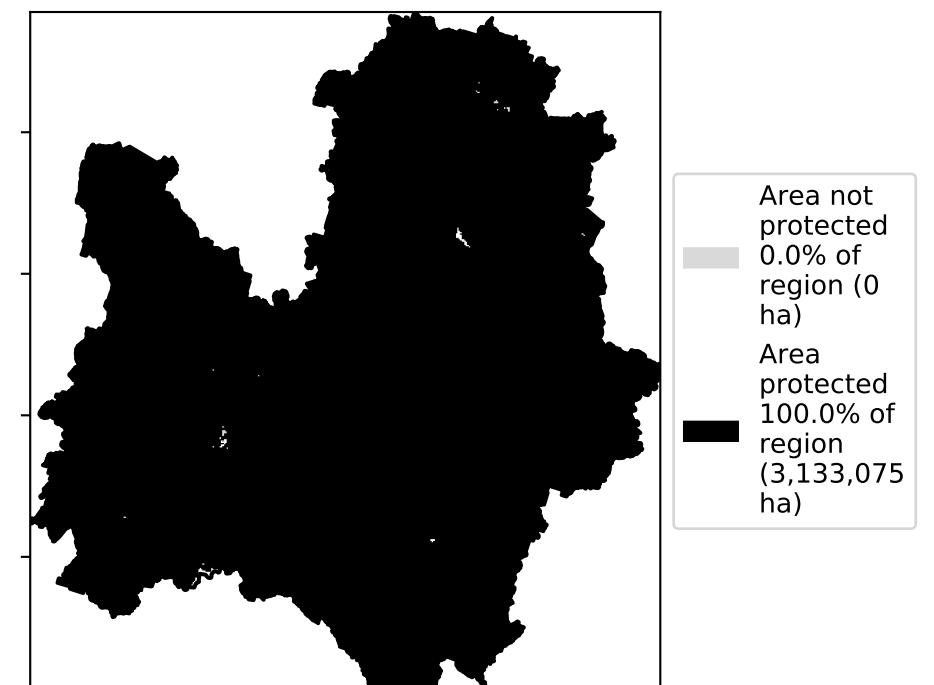 Area not
protected
0.0% of
region (0
ha)
Area
protected
100.0% of
region
(3,133,075
ha)